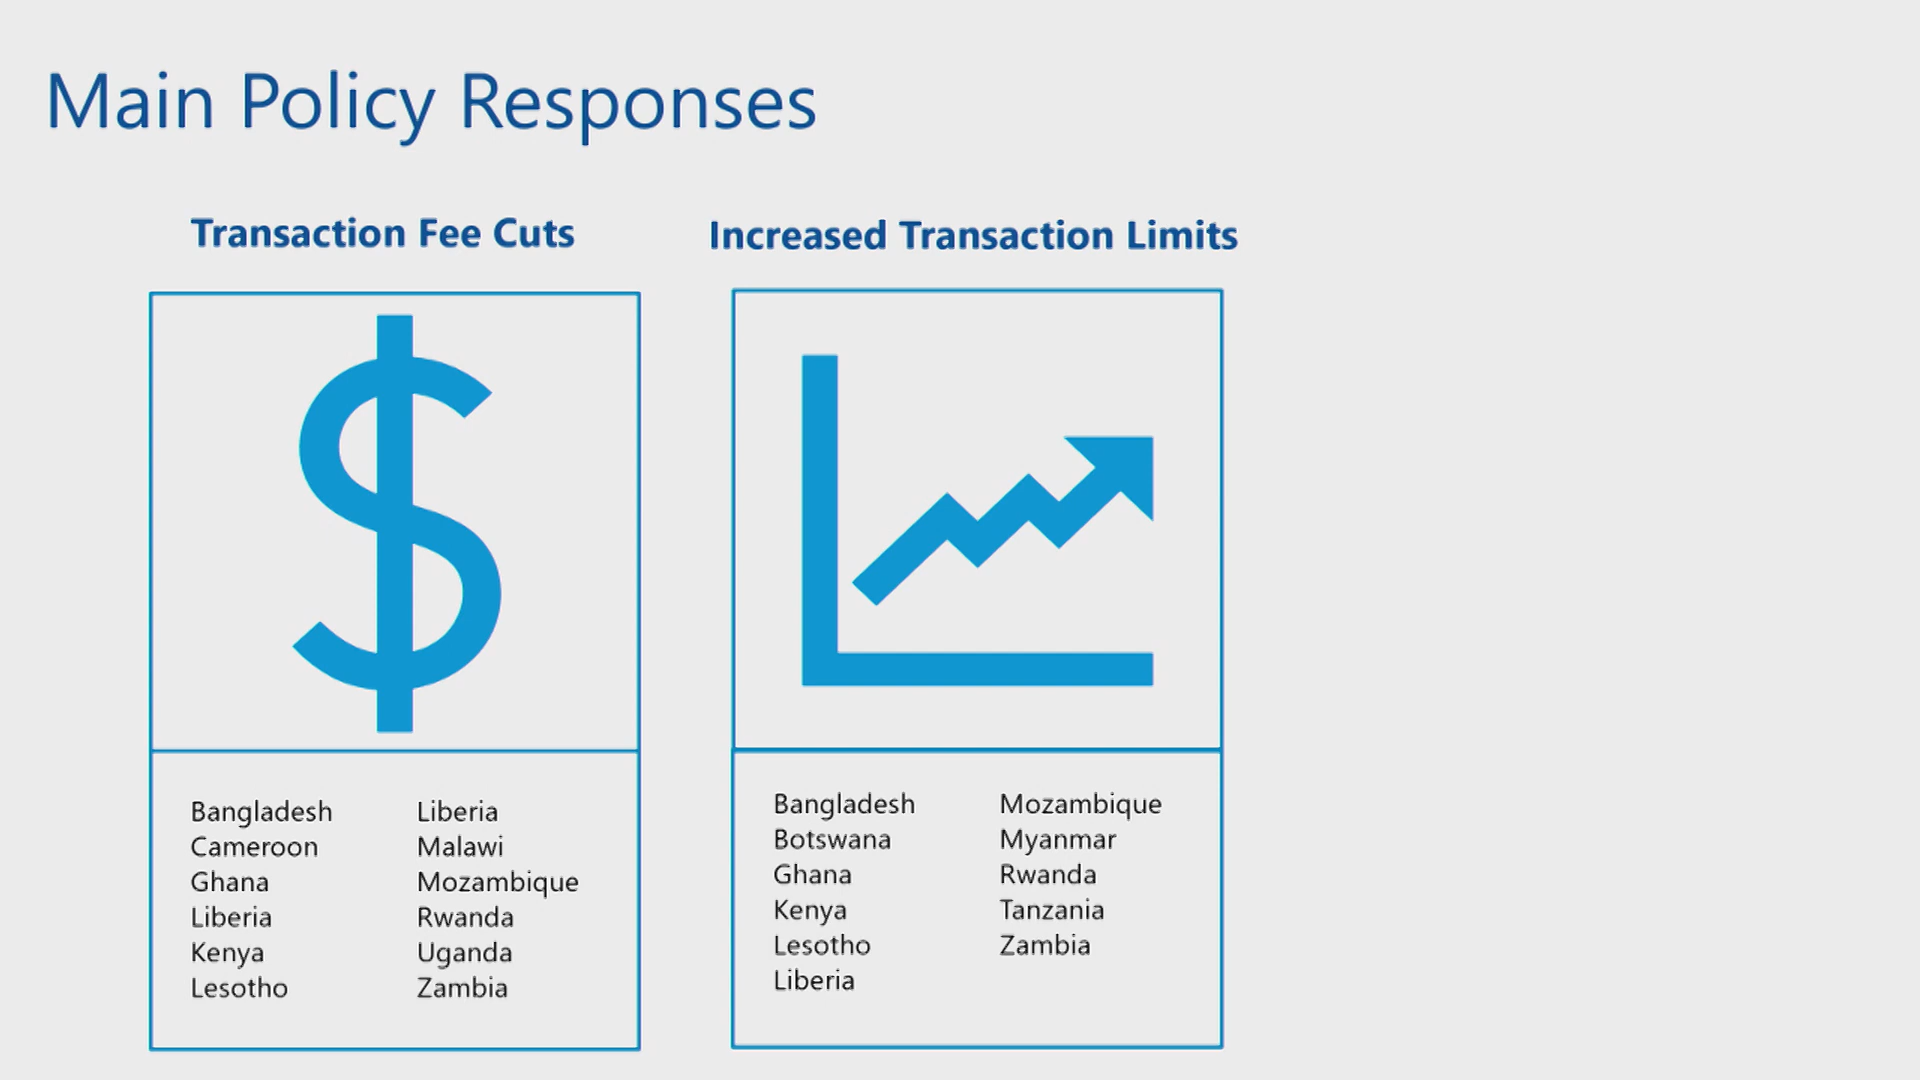 Main Policy Responses
Transaction Fee Cuts
Bangladesh
Cameroon
Ghana
Liberia
Kenya
Lesotho
Liberia
Malawi
Mozambique
Rwanda
Uganda
Zambia
Increased Transaction Limits
Bangladesh
Botswana
Ghana
Kenya
Lesotho
Liberia
Mozambique
Myanmar
Rwanda
Tanzania
Zambia